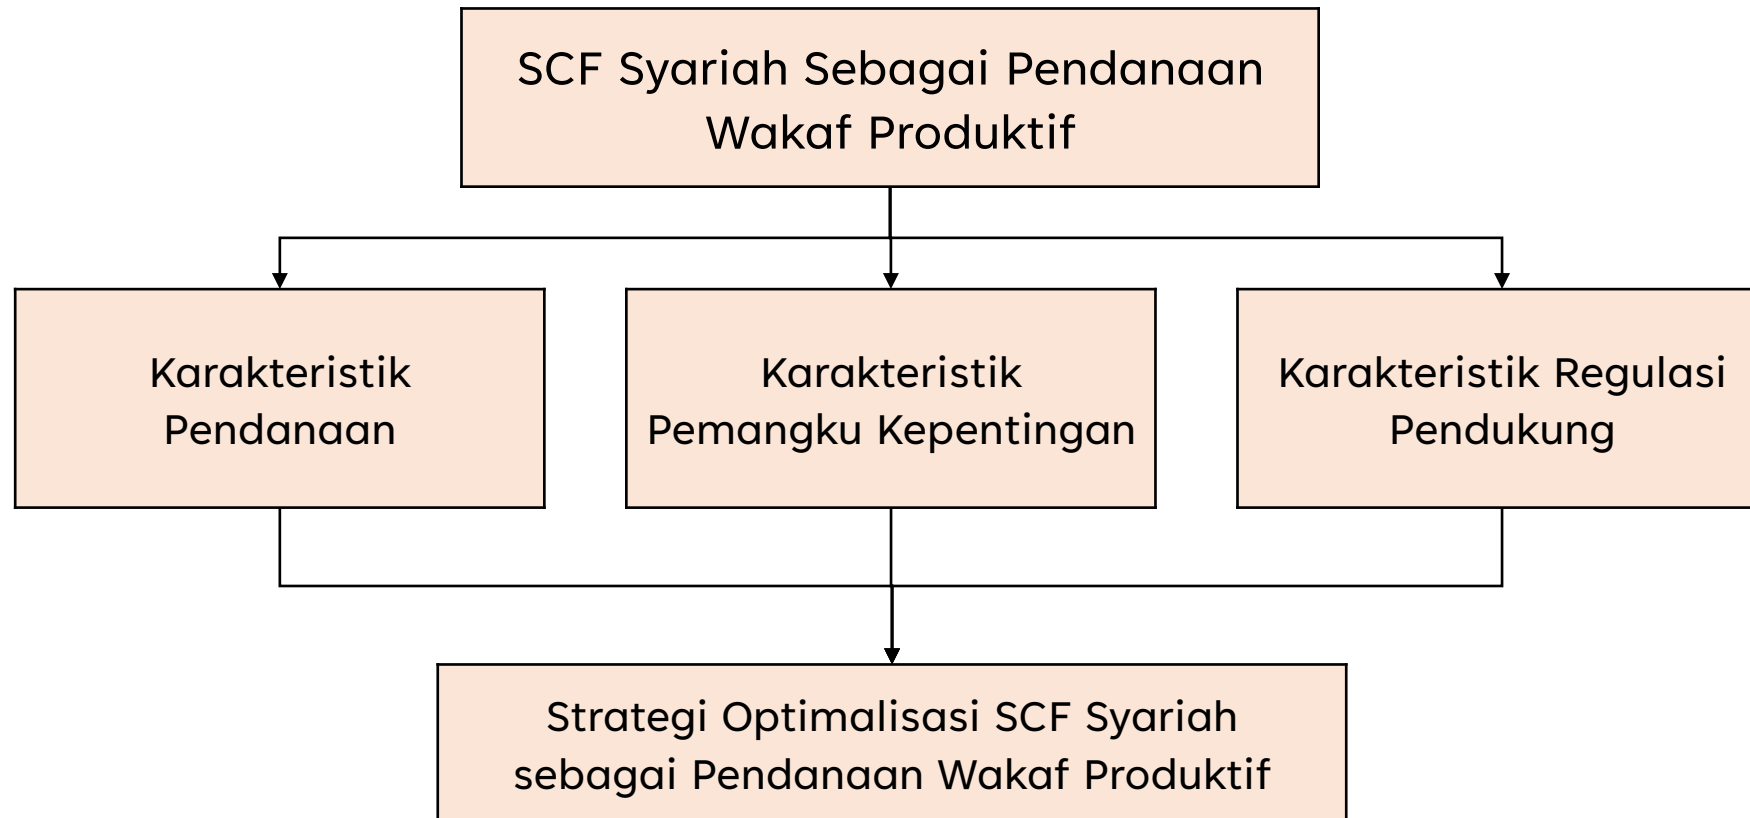 SCF Syariah Sebagai Pendanaan
Wakaf Produktif
Karakteristik
Pendanaan
Karakteristik
Pemangku Kepentingan
Karakteristik Regulasi
Pendukung
Strategi Optimalisasi SCF Syariah
sebagai Pendanaan Wakaf Produktif